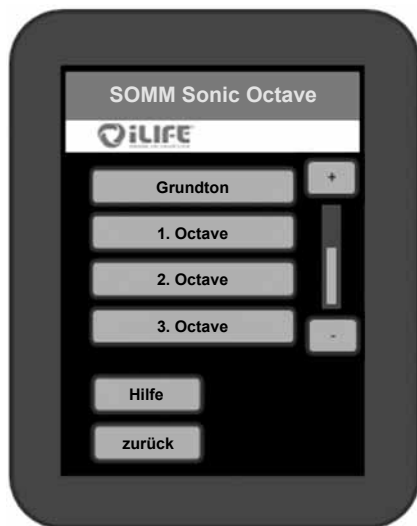 SOMM Sonic Octave
iLIFE
Grundton
+
1. Octave
2. Octave
3. Octave
-
Hilfe
zurück